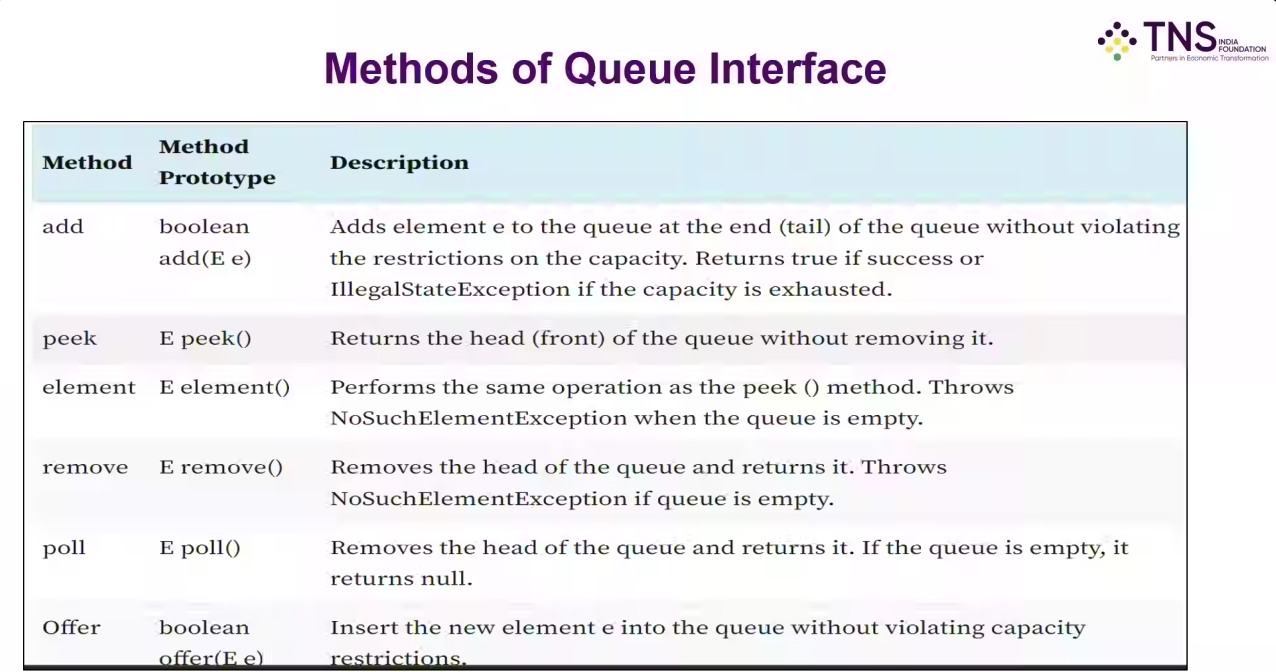 TNS INDIA FOUNDATION
Partners in Economic Transformation
Methods of Queue Interface
Method Method Prototype Description
add boolean add(E e) Adds element e to the queue at the end (tail) of the queue without violating
the restrictions on the capacity. Returns true if success or
IllegalStateException if the capacity is exhausted.
peek E peek() Returns the head (front) of the queue without removing it.
element E element() Performs the same operation as the peek () method. Throws
NoSuchElementException when the queue is empty.
remove E remove() Removes the head of the queue and returns it. Throws
NoSuchElementException if queue is empty.
poll E poll() Removes the head of the queue and returns it. If the queue is empty, it
returns null.
Offer boolean offer(E e) Insert the new element e into the queue without violating capacity
restrictions.